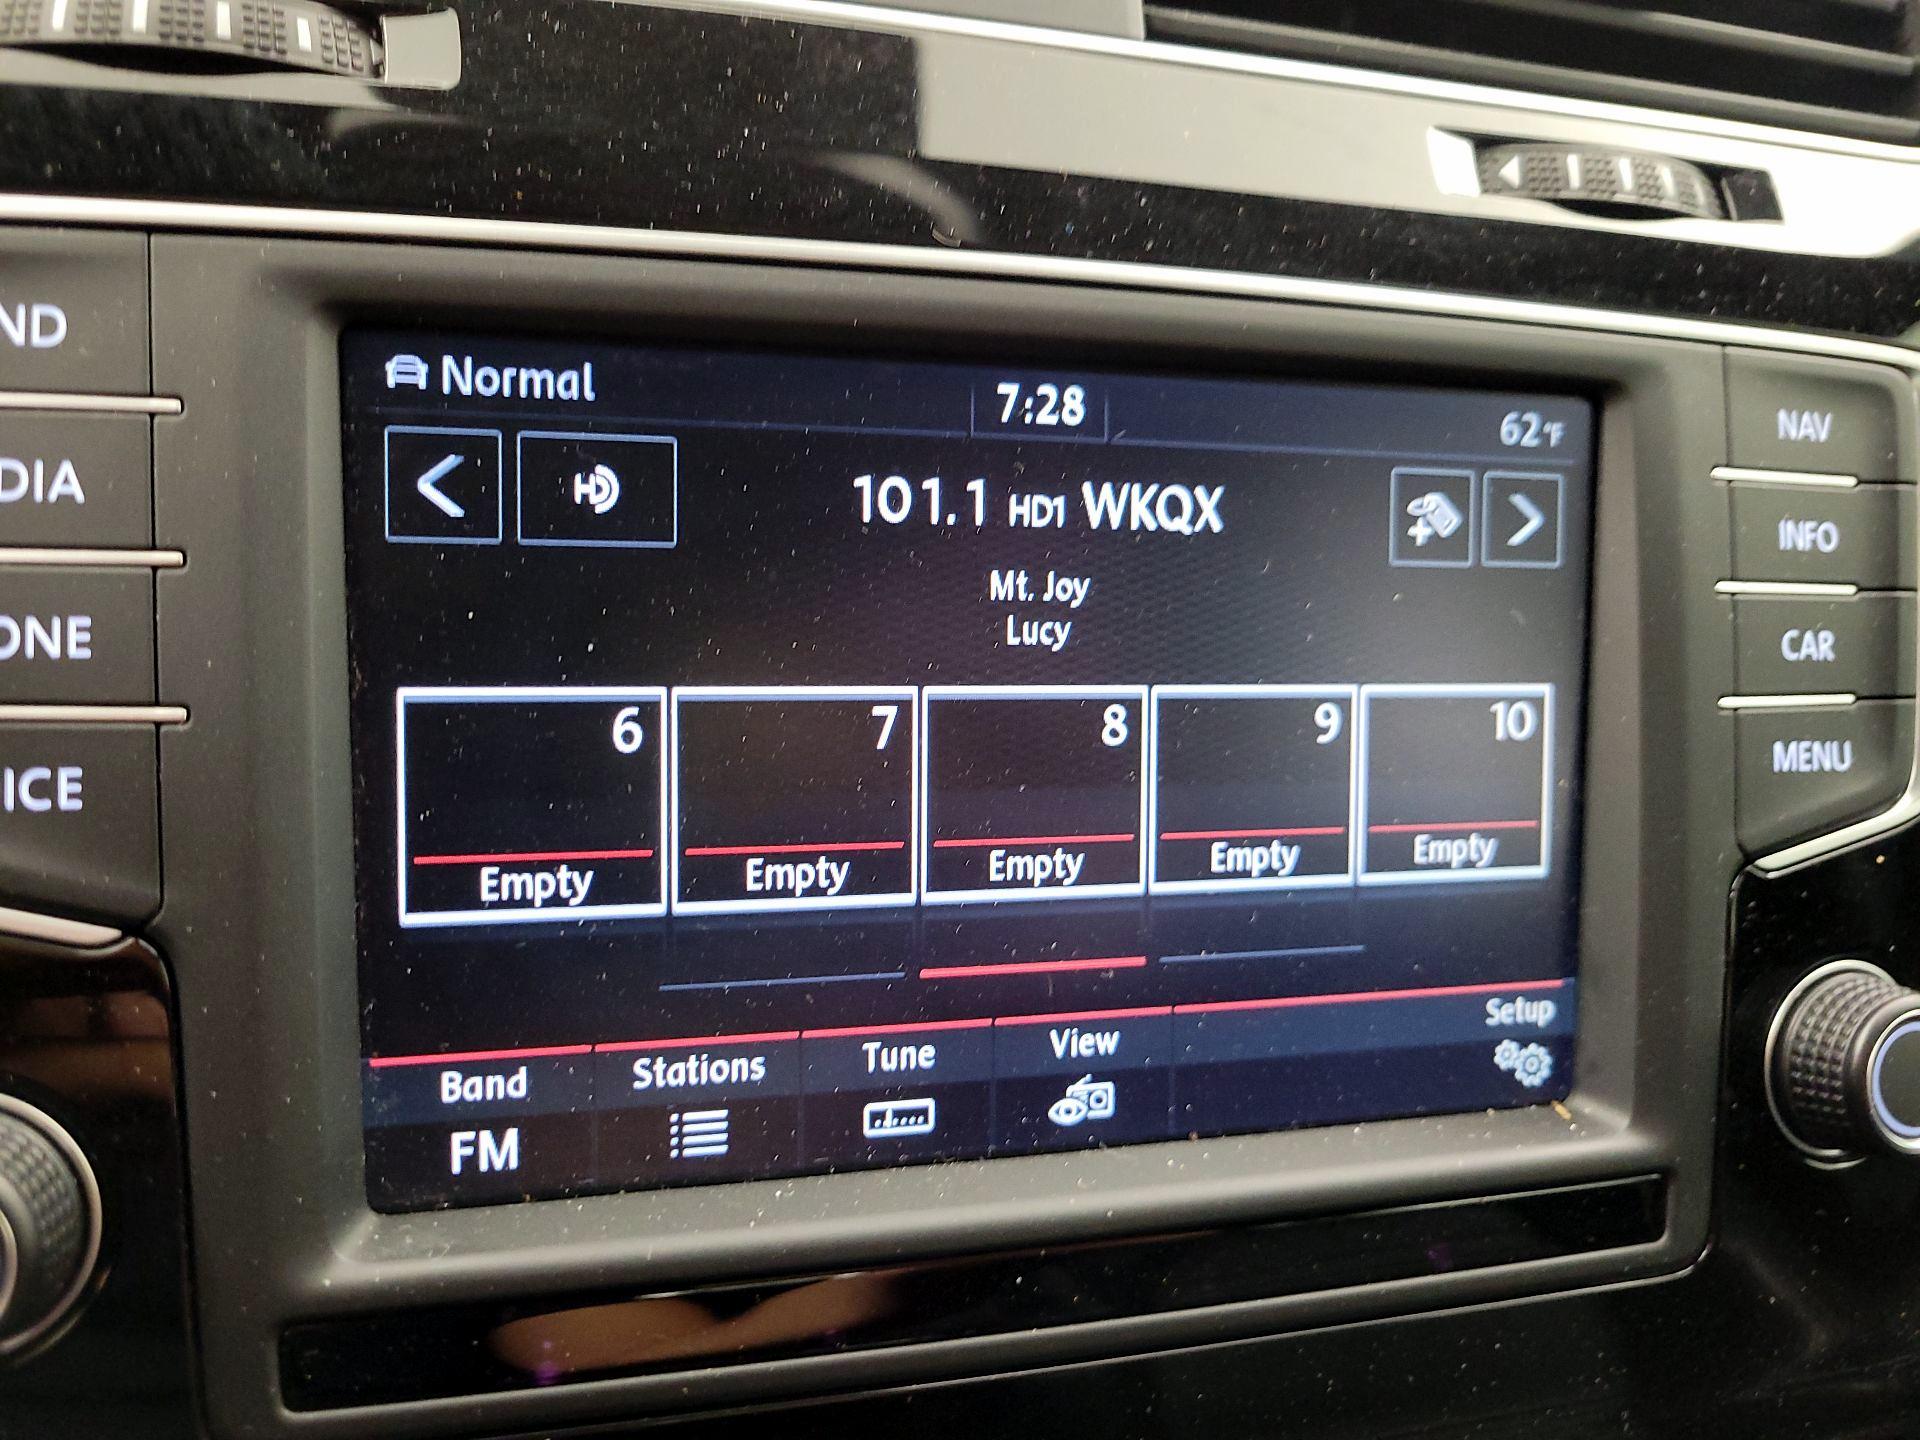 Normal
7:28
62°F
HD
101.1 HD1 WKQX
Mt. Joy
Lucy
6 7 8 9 10
Empty Empty Empty Empty Empty
Band Stations Tune View Setup
FM
ND
DIA
ONE
ICE
NAV
INFO
CAR
MENU